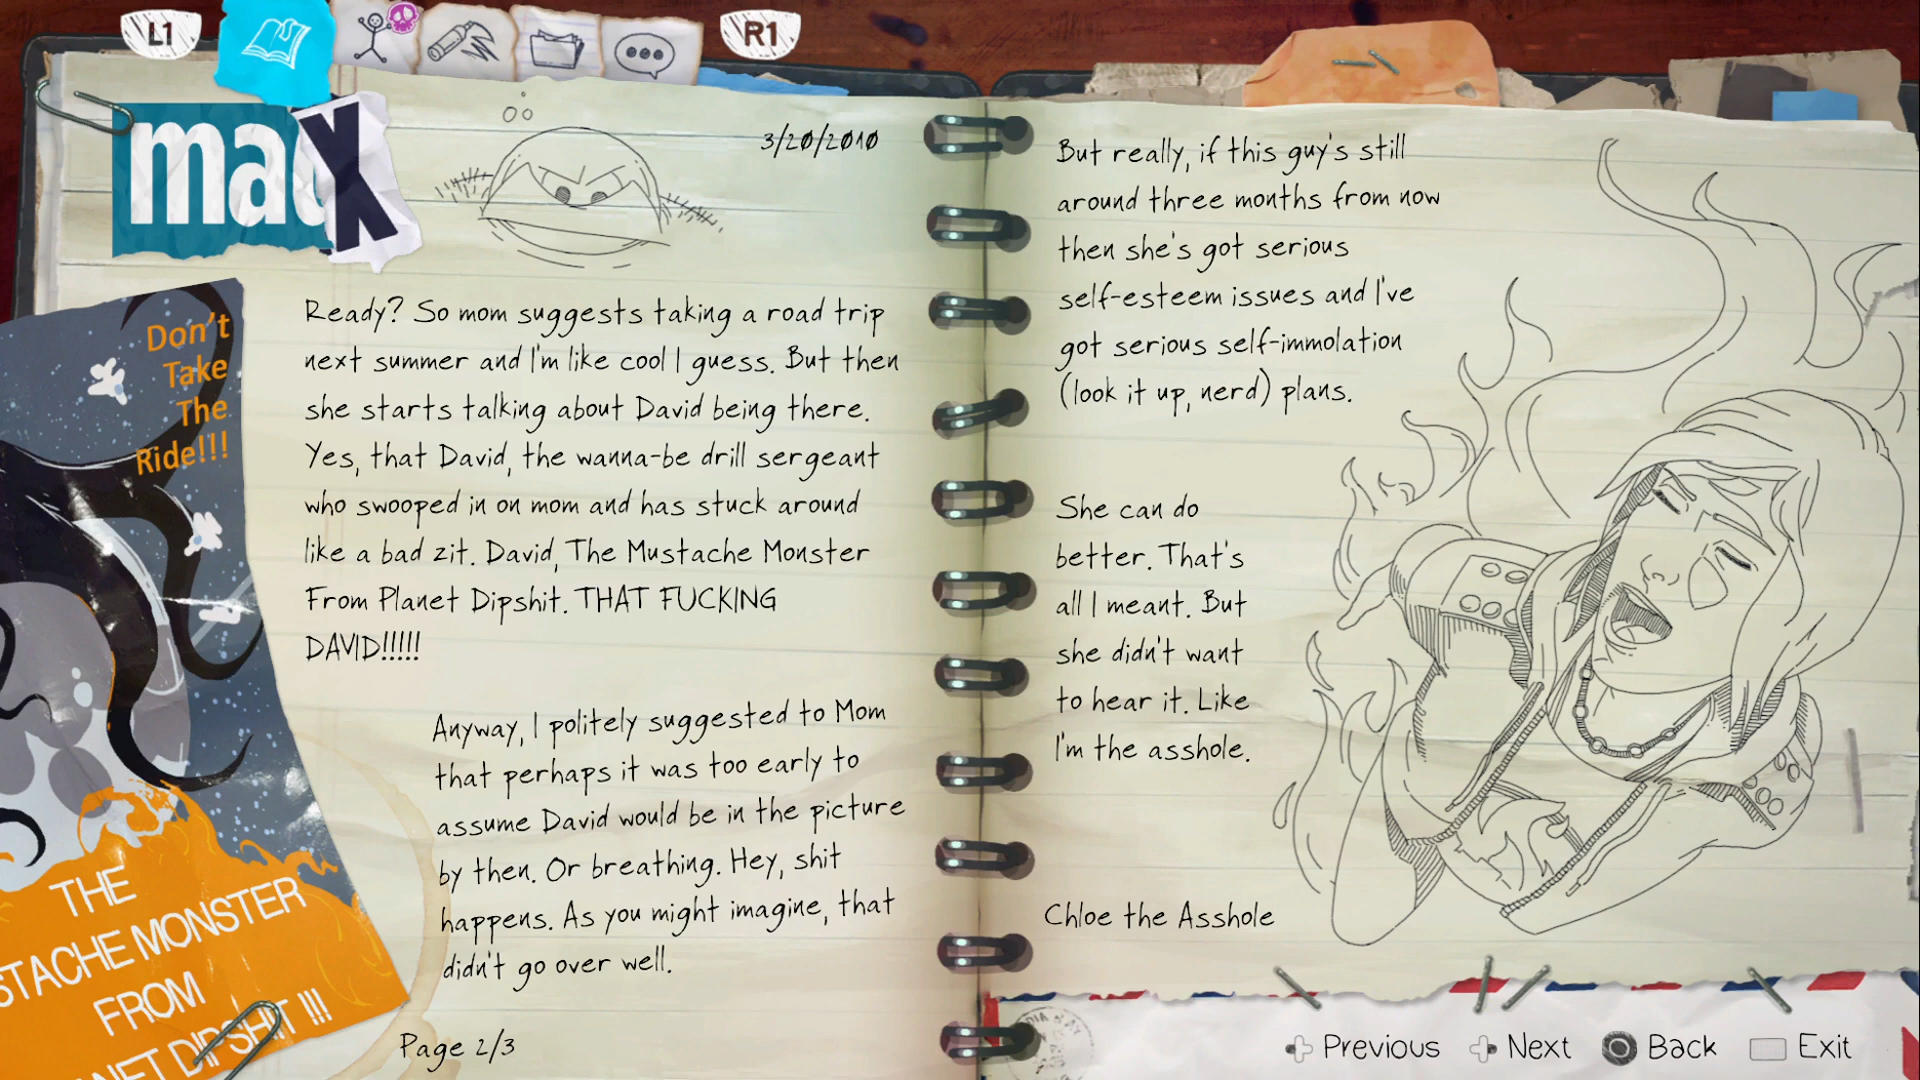 L1
R1
maX
3/20/2010
Don't
Take
The
Ride!!!
Ready? So mom suggests taking a road trip
next summer and I'm like cool I guess. But then
she starts talking about David being there.
Yes, that David, the wanna-be drill sergeant
who swooped in on mom and has stuck around
like a bad zit. David, The Mustache Monster
From Planet Dipshit. THAT FUCKING
DAVID!!!!!
Anyway, I politely suggested to Mom
that perhaps it was too early to
assume David would be in the picture
by then. Or breathing. Hey, shit
happens. As you might imagine, that
didn't go over well.
THE
STACHE MONSTER
FROM
NET DIPSHIT !!!
Page 2/3
But really, if this guy's still
around three months from now
then she's got serious
self-esteem issues and I've
got serious self-immolation
(look it up, nerd) plans.
She can do
better. That's
all I meant. But
she didn't want
to hear it. Like
I'm the asshole.
Chloe the Asshole
Previous
Next
Back
Exit